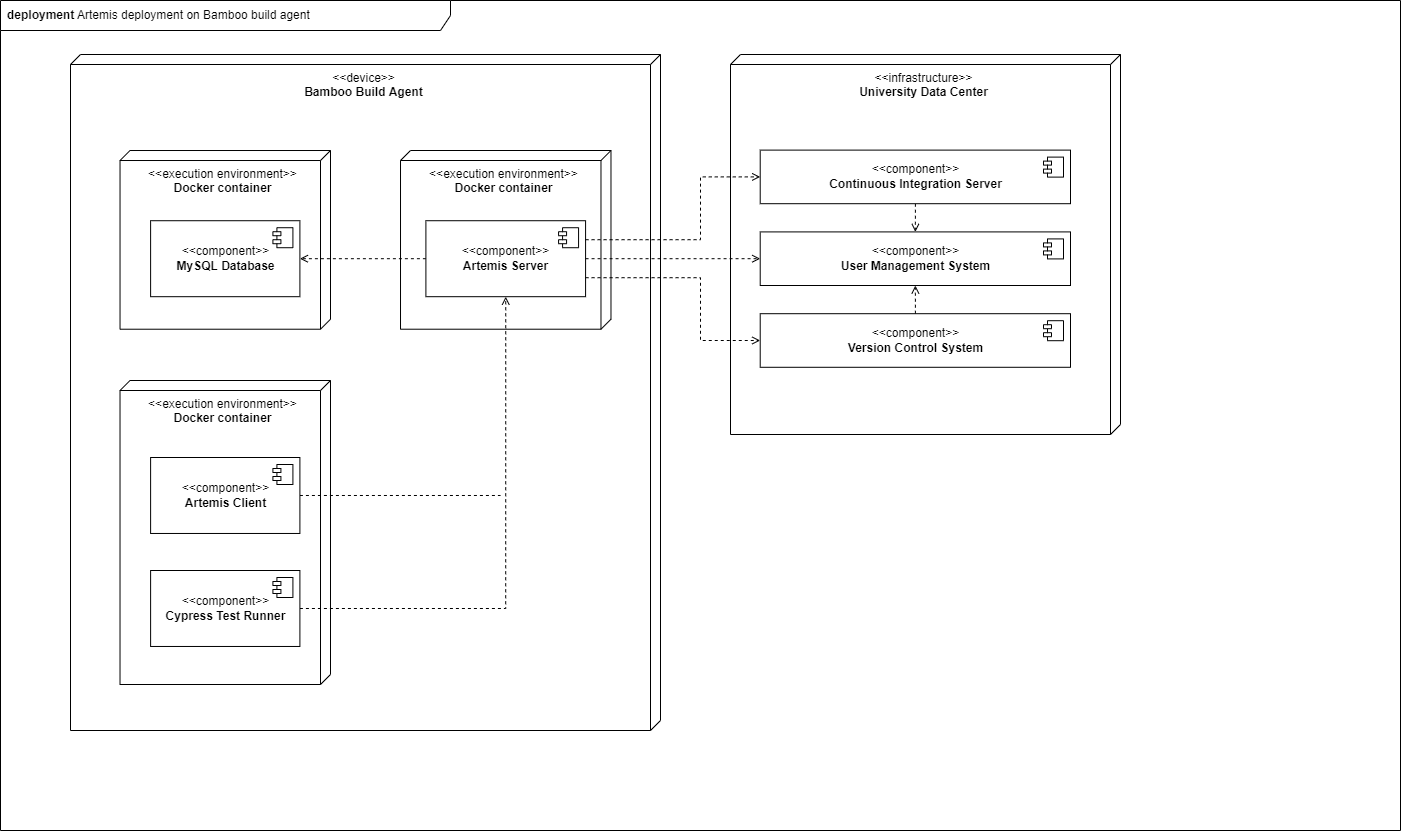 deployment Artemis deployment on Bamboo build agent
<<device>>
Bamboo Build Agent
<<execution environment>>
Docker container
<<component>>
MySQL Database
<<execution environment>>
Docker container
<<component>>
Artemis Server
<<execution environment>>
Docker container
<<component>>
Artemis Client
<<component>>
Cypress Test Runner
<<infrastructure>>
University Data Center
<<component>>
Continuous Integration Server
<<component>>
User Management System
<<component>>
Version Control System